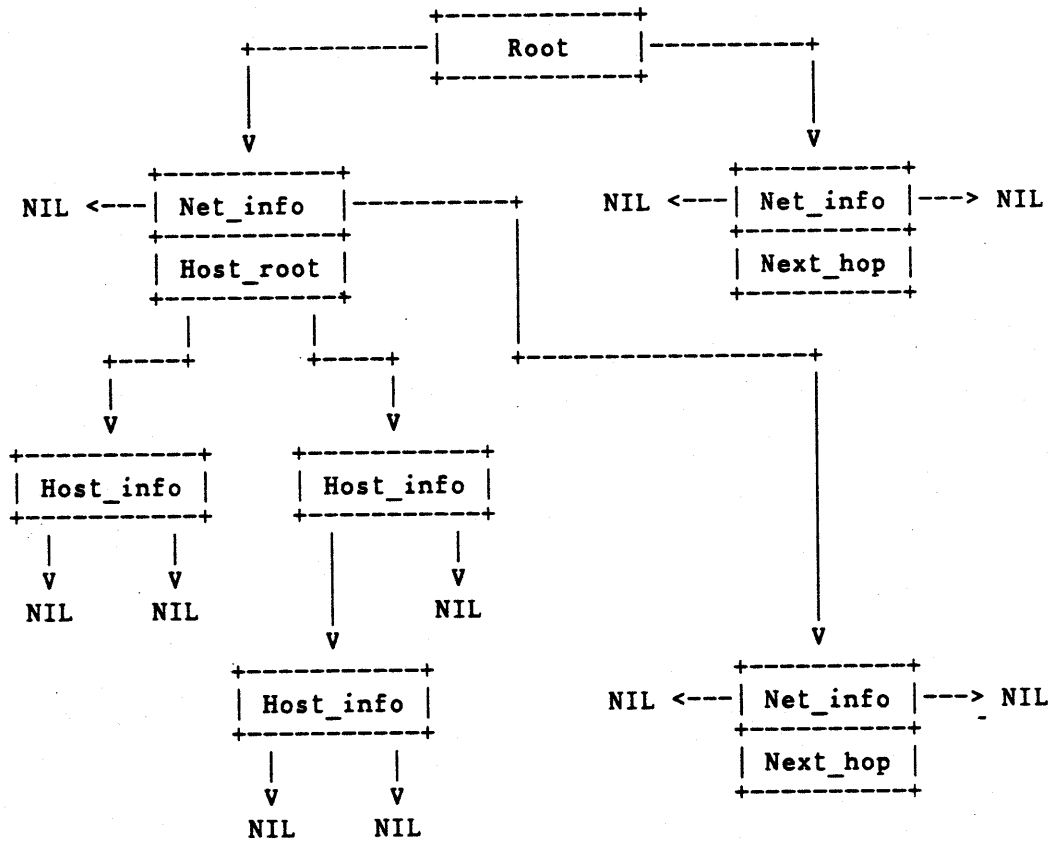 Root
NIL Net_info NIL Net_info NIL
Host_root Next_hop
Host_info Host_info
NIL NIL NIL
Host_info NIL Net_info NIL
Next_hop
NIL NIL